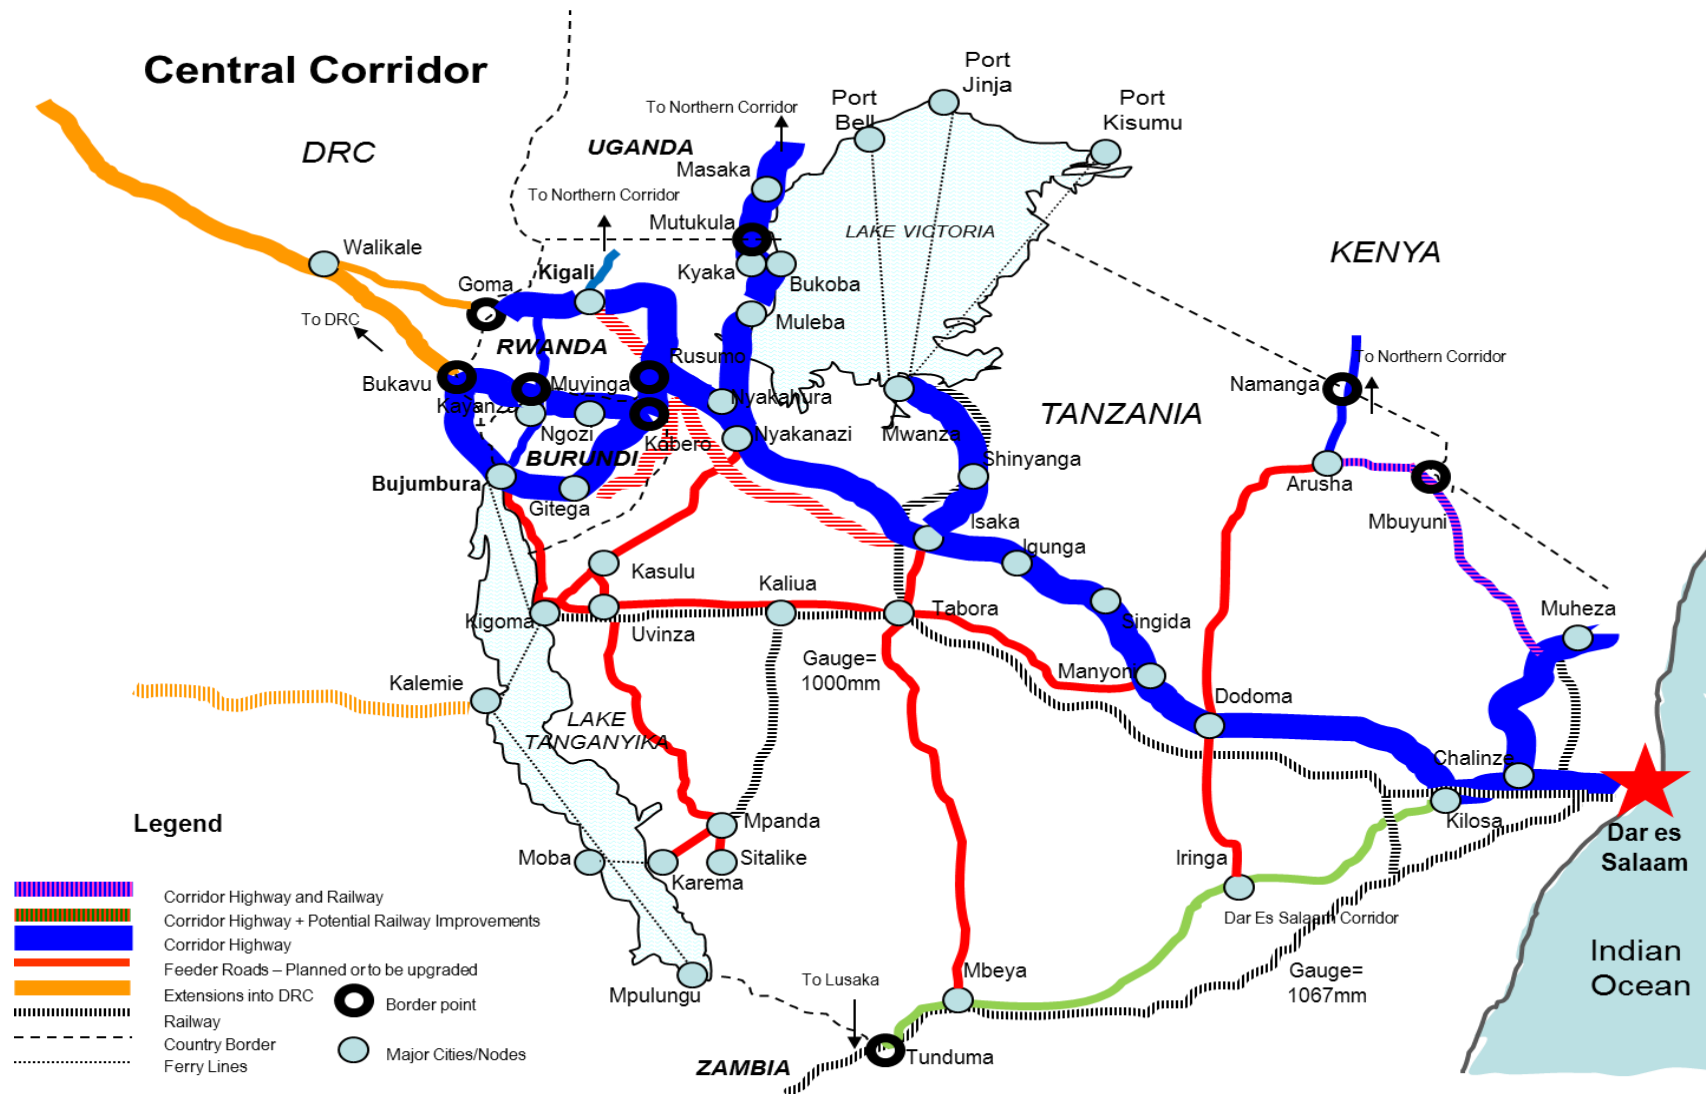 Central Corridor
DRC
UGANDA
To Northern Corridor
Port
Bell
Port
Jinja
Port
Kisumu
Masaka
To Northern Corridor
Mutukula
LAKE VICTORIA
KENYA
Walikale
Kigali
Kyaka
Bukoba
Goma
To DRC
Muleba
RWANDA
Rusumo
To Northern Corridor
Bukavu
Muyinga
Namanga
Kayanza
Nyakahura
TANZANIA
Ngozi
Kobero
Nyakanazi
Mwanza
BURUNDI
Shinyanga
Bujumbura
Arusha
Gitega
Isaka
Mbuyuni
Igunga
Kasulu
Kaliua
Tabora
Muheza
Kigoma
Uvinza
Singida
Gauge=
1000mm
Manyoni
Kalemie
Dodoma
LAKE
TANGANYIKA
Chalinze
Legend
Mpanda
Kilosa
Dar es
Salaam
Moba
Sitalike
Iringa
Karema
Corridor Highway and Railway
Dar Es Salaam Corridor
Corridor Highway + Potential Railway Improvements
Corridor Highway
Feeder Roads – Planned or to be upgraded
Extensions into DRC
Railway
Country Border
Ferry Lines
Border point
Major Cities/Nodes
Mpulungu
To Lusaka
Mbeya
Gauge=
1067mm
Indian
Ocean
ZAMBIA
Tunduma